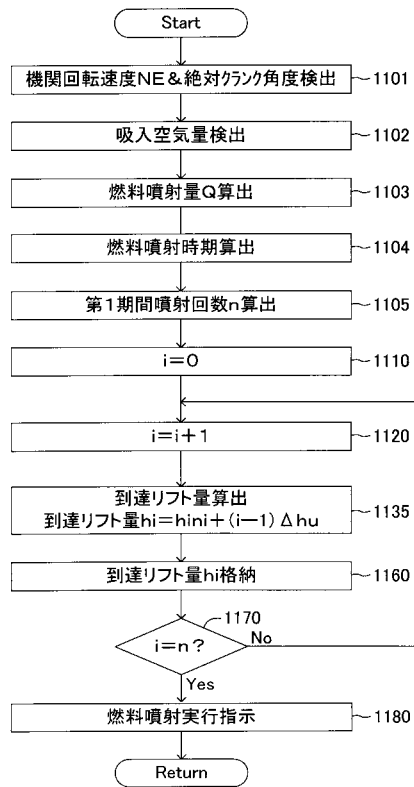 Start
機関回転速度NE&絶対クランク角度検出
1101
吸入空気量検出
1102
燃料噴射量Q算出
1103
燃料噴射時期算出
1104
第1期間噴射回数n算出
1105
i=0
1110
i=i+1
1120
到達リフト量算出
到達リフト量hi=hini+(i-1)Δhu
1135
到達リフト量hi格納
1160
1170
i=n?
No
Yes
燃料噴射実行指示
1180
Return